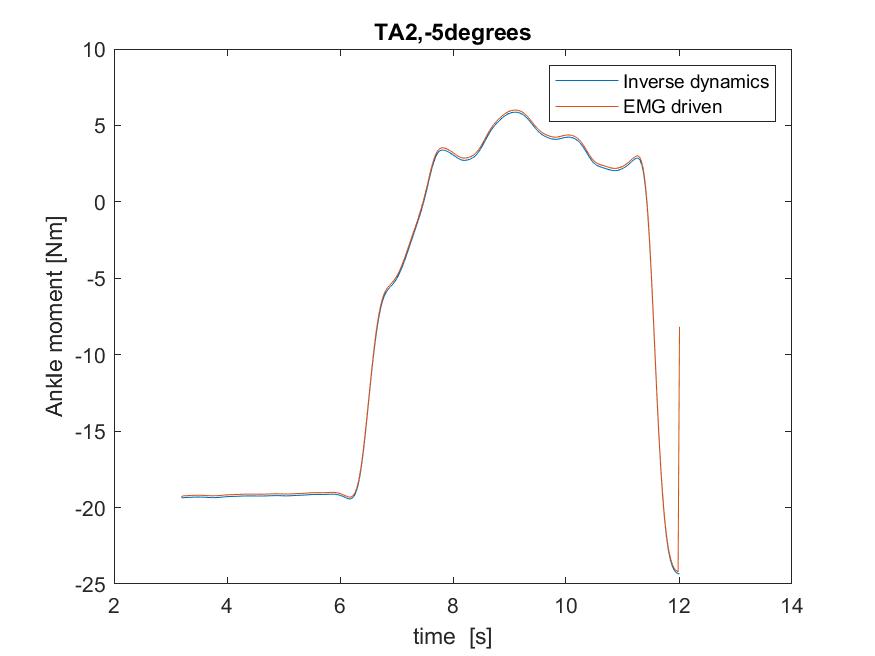 TA2,-5degrees
10
5
0
-5
-10
-15
-20
-25
Ankle moment [Nm]
Inverse dynamics
EMG driven
2 4 6 8 10 12 14
time [s]